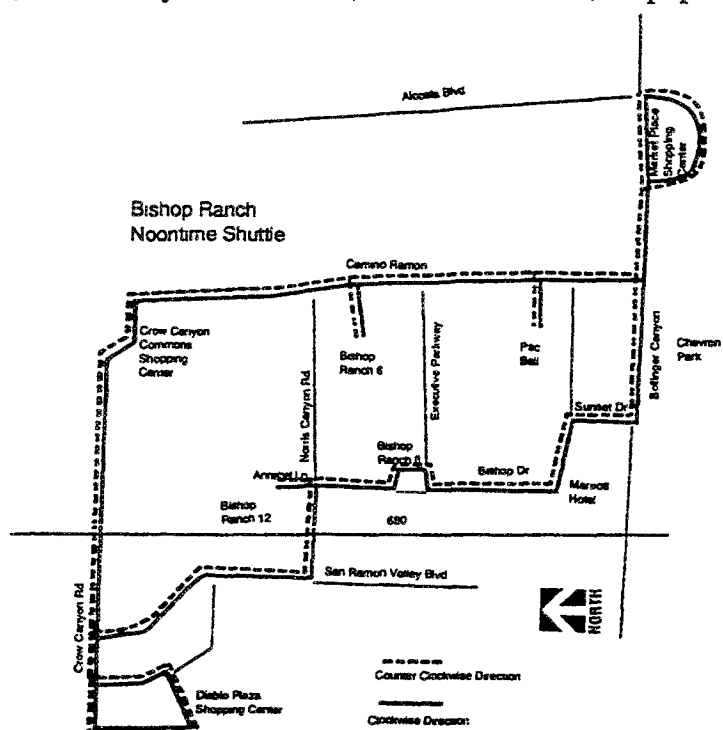 Alcosta Blvd
Market Place
Shopping
Center
Bishop Ranch
Noontime Shuttle
Camino Ramon
Crow Canyon
Commons
Shopping
Center
Norris Canyon Rd
Bishop
Ranch 6
Executive Parkway
Pac
Bell
Bollinger Canyon
Chevron
Park
Sunset Dr
Bishop
Ranch 8
Bishop Dr
Marriott
Hotel
Annabel Ln
Bishop
Ranch 12
680
San Ramon Valley Blvd
Crow Canyon Rd
NORTH
Diablo Plaza
Shopping Center
Counter Clockwise Direction
Clockwise Direction